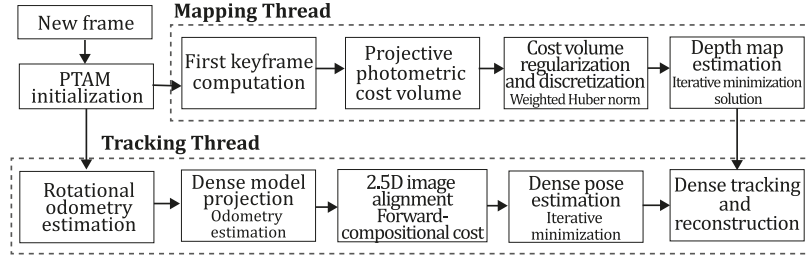 Mapping Thread
New frame
PTAM
initialization
First keyframe
computation
Projective
photometric
cost volume
Cost volume
regularization
and discretization
Weighted Huber norm
Depth map
estimation
Iterative minimization
solution
Tracking Thread
Rotational
odometry
estimation
Dense model
projection
Odometry
estimation
2.5D image
alignment
Forward-
compositional cost
Dense pose
estimation
Iterative
minimization
Dense tracking
and
reconstruction